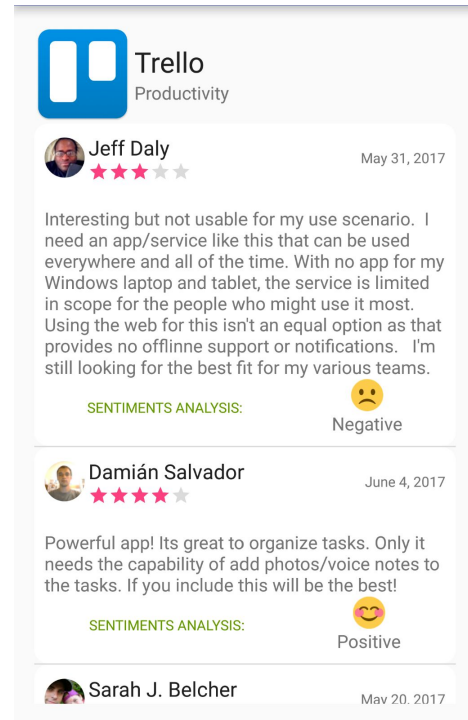 Trello
Productivity
Jeff Daly
May 31, 2017
Interesting but not usable for my use scenario.  I
need an app/service like this that can be used
everywhere and all of the time. With no app for my
Windows laptop and tablet, the service is limited
in scope for the people who might use it most.
Using the web for this isn't an equal option as that
provides no offlinne support or notifications.   I'm
still looking for the best fit for my various teams.
SENTIMENTS ANALYSIS:
Negative
Damián Salvador
June 4, 2017
Powerful app! Its great to organize tasks. Only it
needs the capability of add photos/voice notes to
the tasks. If you include this will be the best!
SENTIMENTS ANALYSIS:
Positive
Sarah J. Belcher
May 20, 2017